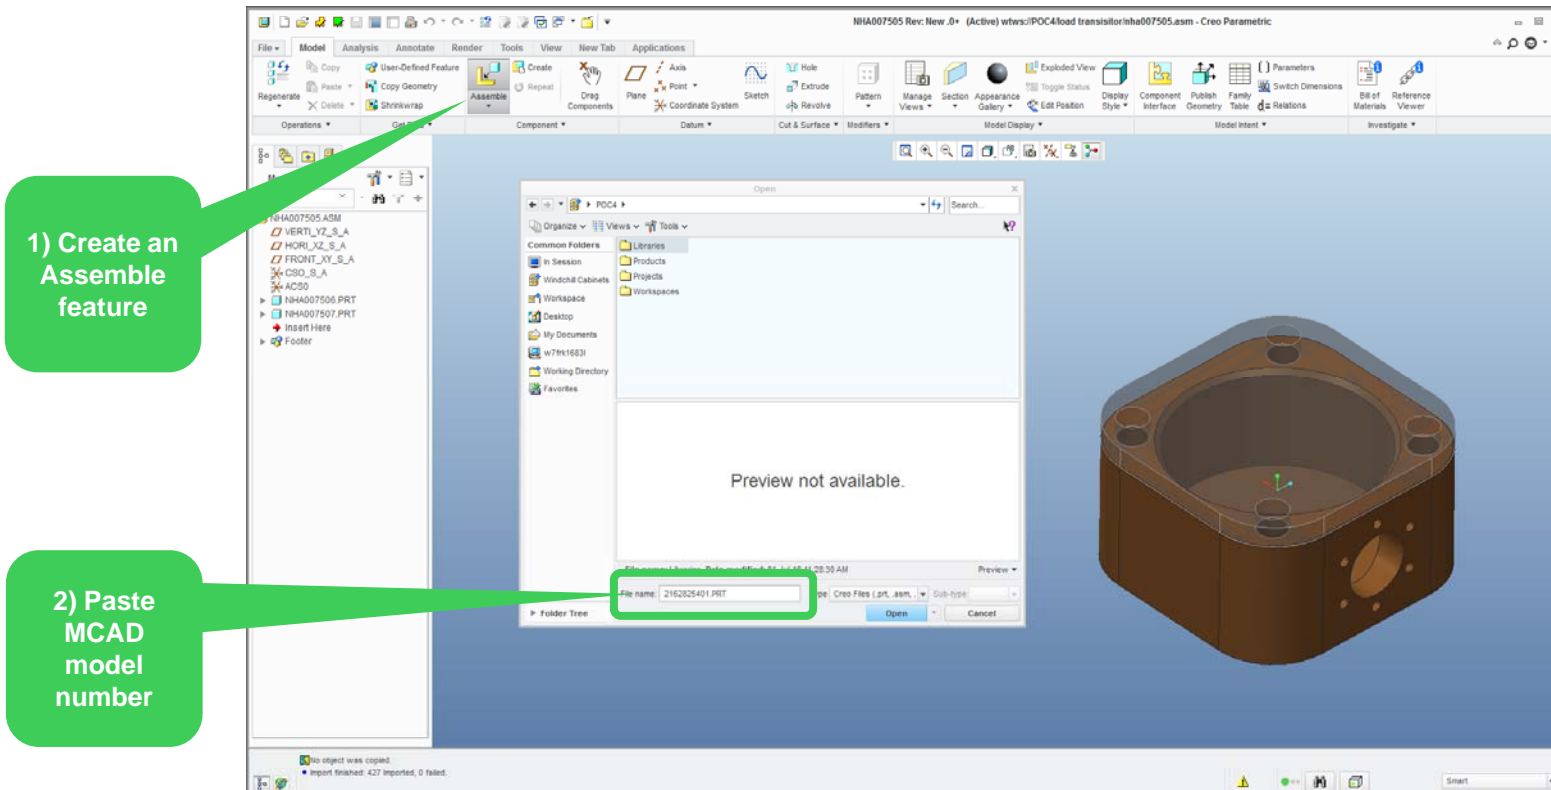 NHA007505 Rev: New .0+ (Active) wtws://POC4/load transisitor/nha007505.asm - Creo Parametric
File
Model
Analysis
Annotate
Render
Tools
View
New Tab
Applications
Regenerate
Copy
Paste
Delete
User-Defined Feature
Copy Geometry
Shrinkwrap
Assemble
Create
Repeat
Drag
Components
Plane
Axis
Point
Coordinate System
Sketch
Hole
Extrude
Revolve
Pattern
Manage
Views
Section
Appearance
Gallery
Exploded View
Toggle Status
Edit Position
Display
Style
Component
Interface
Publish
Geometry
Family
Table
Parameters
Switch Dimensions
d= Relations
Bill of
Materials
Reference
Viewer
Operations
Component
Datum
Cut & Surface
Modifiers
Model Display
Model Intent
Investigate
1) Create an
Assemble
feature
NHA007505.ASM
VERTI_YZ_S_A
HORI_XZ_S_A
FRONT_XY_S_A
CSO_S_A
ACS0
NHA007506.PRT
NHA007507.PRT
Insert Here
Footer
Open
POC4
Search...
Organize
Views
Tools
Common Folders
In Session
Windchill Cabinets
Workspace
Desktop
My Documents
w7frk1683l
Working Directory
Favorites
Libraries
Products
Projects
Workspaces
Preview not available.
Preview
File name:
2162825401.PRT
Creo Files (.prt, .asm, .
Sub-type
Folder Tree
Open
Cancel
2) Paste
MCAD
model
number
No object was copied.
Import finished: 427 imported, 0 failed.
Smart